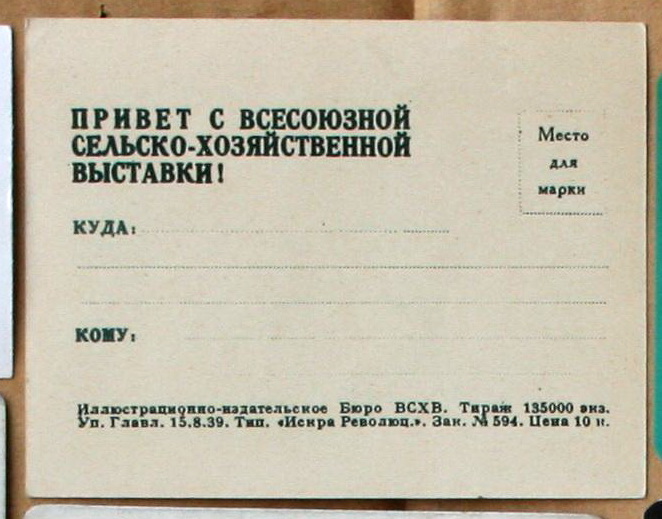 ПРИВЕТ С ВСЕСОЮЗНОЙ
СЕЛЬСКО-ХОЗЯЙСТВЕННОЙ
ВЫСТАВКИ!
Место
для
марки
КУДА:
КОМУ:
Иллюстрационно-издательское Бюро ВСХВ. Тираж 135000 экз.
Уп. Главл. 15.8.39. Тип. «Искра Революц.». Зак. № 594. Цена 10 к.